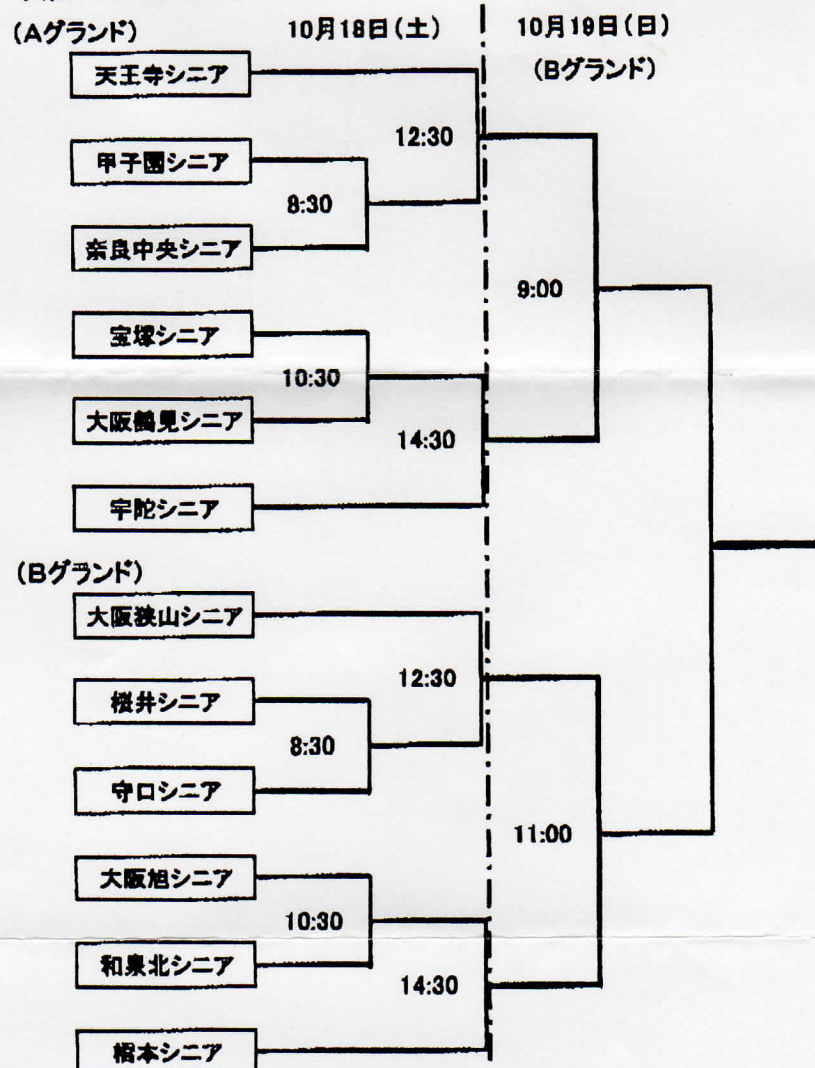 (Aグランド)
10月18日(土)
10月19日(日)
(Bグランド)
天王寺シニア
12:30
甲子園シニア
8:30
奈良中央シニア
9:00
宝塚シニア
10:30
大阪鶴見シニア
14:30
宇陀シニア
(Bグランド)
大阪狭山シニア
12:30
桜井シニア
8:30
守口シニア
11:00
大阪旭シニア
10:30
和泉北シニア
14:30
橋本シニア